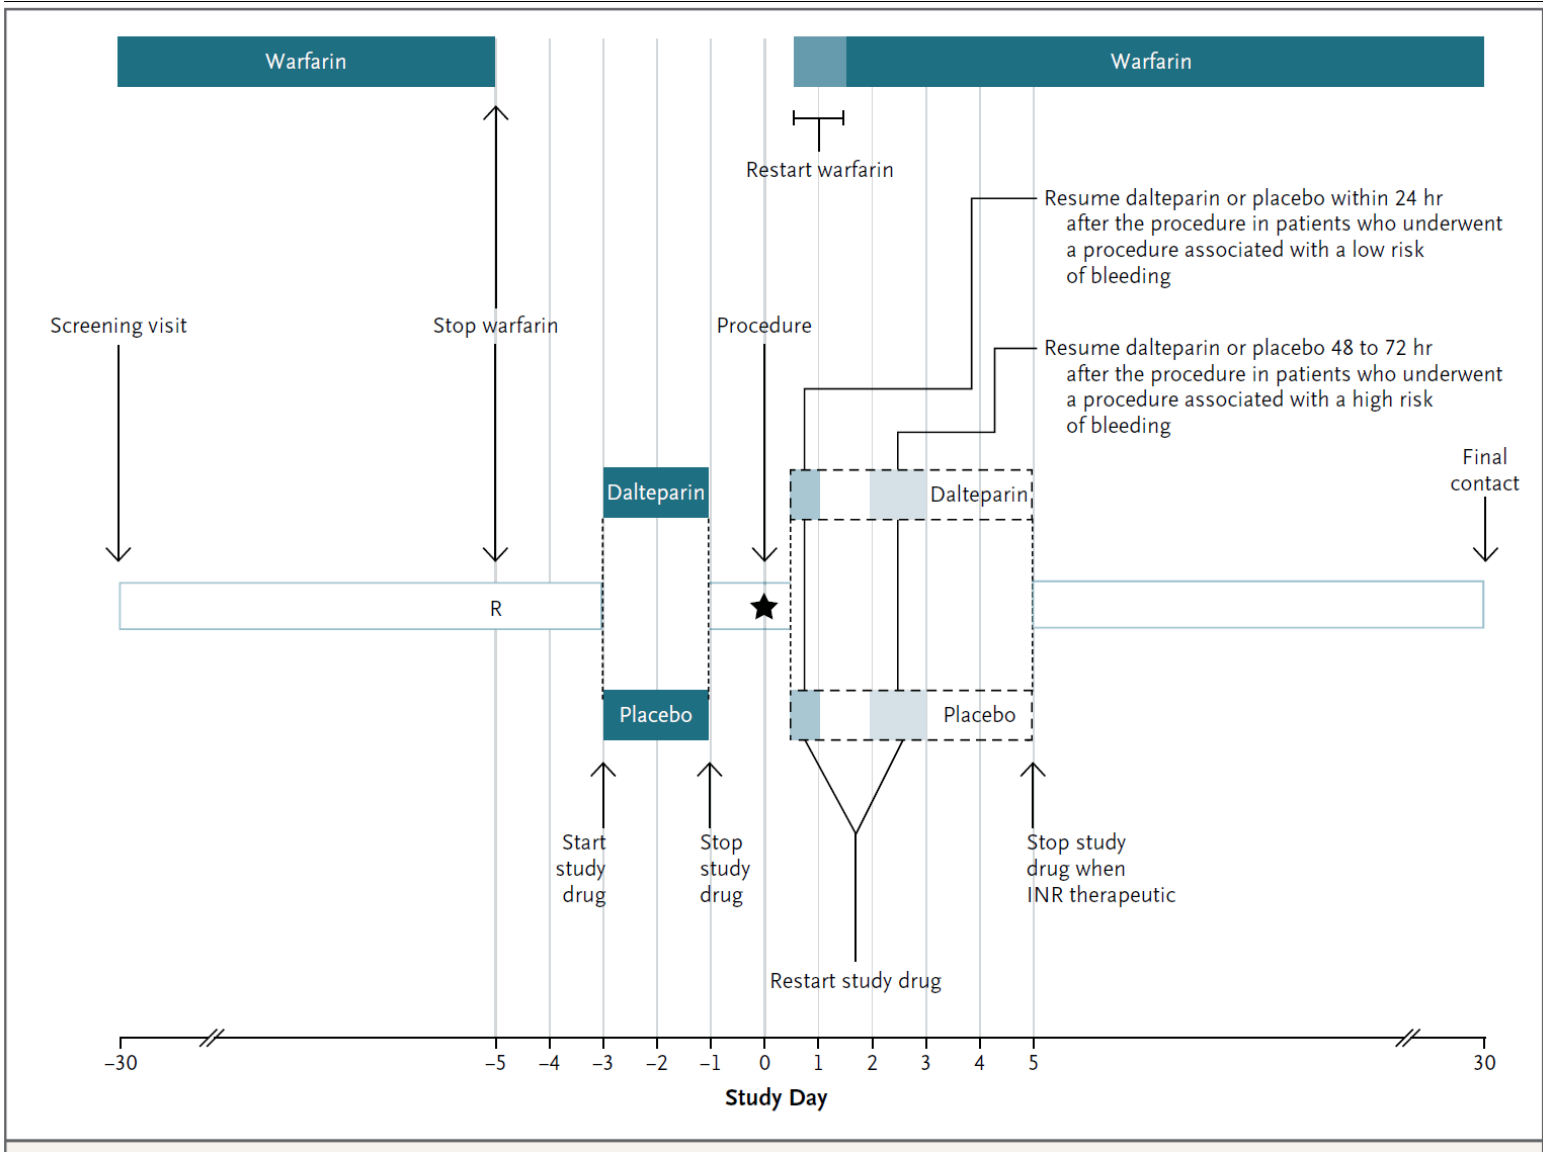 Warfarin
Warfarin
Restart warfarin
Resume dalteparin or placebo within 24 hr
after the procedure in patients who underwent
a procedure associated with a low risk
of bleeding
Screening visit
Stop warfarin
Procedure
Resume dalteparin or placebo 48 to 72 hr
after the procedure in patients who underwent
a procedure associated with a high risk
of bleeding
Final
contact
Dalteparin
Dalteparin
R
Placebo
Placebo
Start
study
drug
Stop
study
drug
Stop study
drug when
INR therapeutic
Restart study drug
–30 –5 –4 –3 –2 –1 0 1 2 3 4 5 30
Study Day